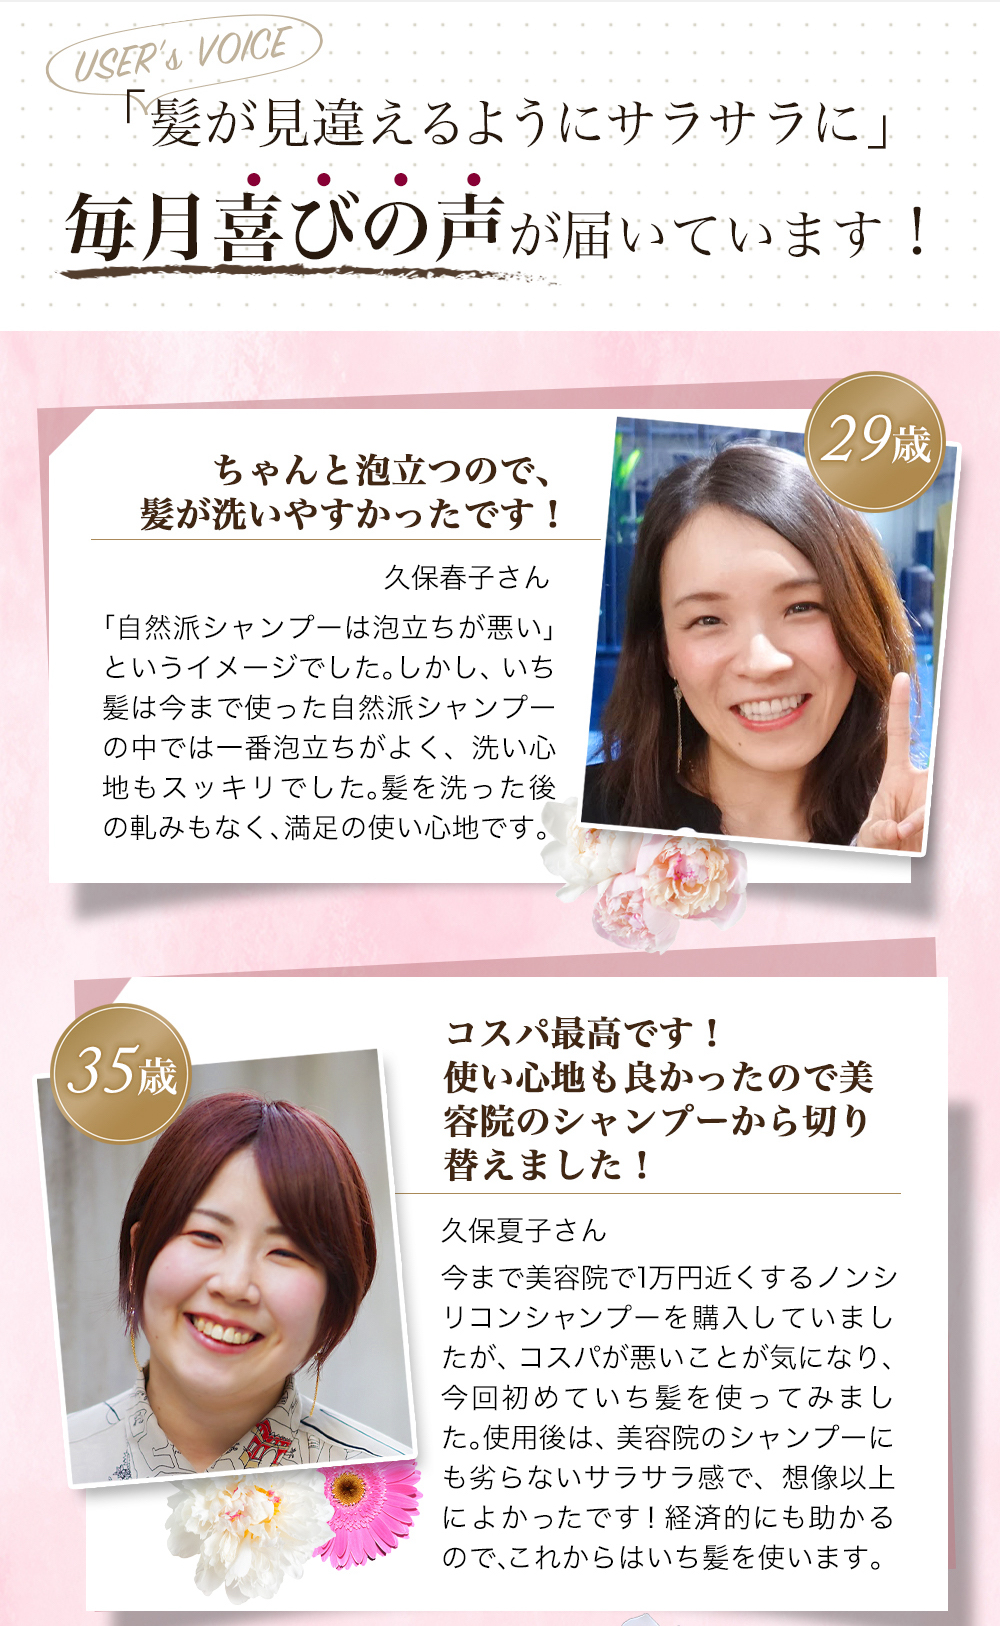 USER's VOICE
「髪が見違えるようにサラサラに」
毎月喜びの声が届いています！
29歳
ちゃんと泡立つので、
髪が洗いやすかったです！
久保春子さん
「自然派シャンプーは泡立ちが悪い」
というイメージでした。しかし、いち
髪は今まで使った自然派シャンプー
の中では一番泡立ちがよく、洗い心
地もスッキリでした。髪を洗った後
の軋みもなく、満足の使い心地です。
35歳
コスパ最高です！
使い心地も良かったので美
容院のシャンプーから切り
替えました！
久保夏子さん
今まで美容院で1万円近くするノンシ
リコンシャンプーを購入していまし
たが、コスパが悪いことが気になり、
今回初めていち髪を使ってみまし
た。使用後は、美容院のシャンプーに
も劣らないサラサラ感で、想像以上
によかったです！経済的にも助かる
ので、これからはいち髪を使います。